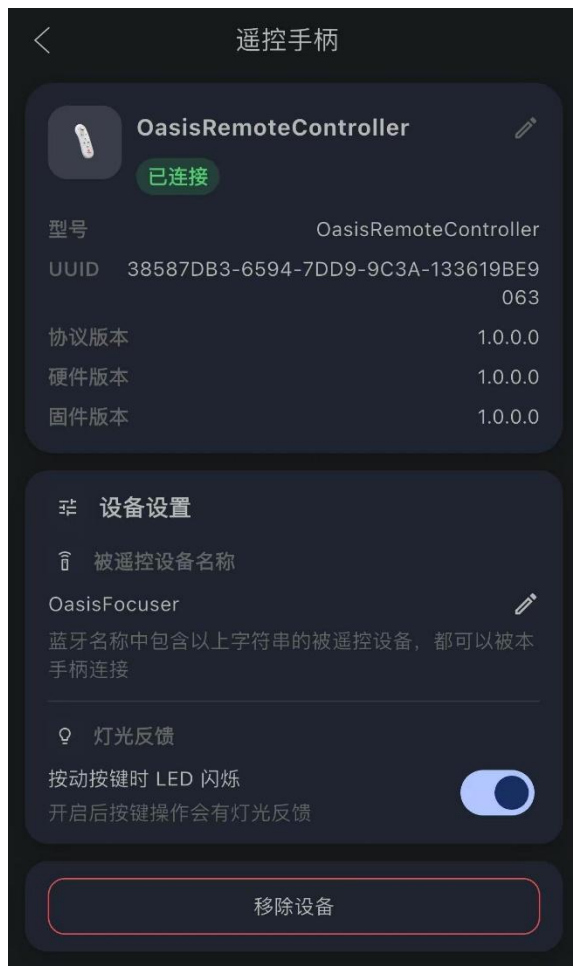 遥控手柄
OasisRemoteController
已连接
型号 OasisRemoteController
UUID 38587DB3-6594-7DD9-9C3A-133619BE9
063
协议版本 1.0.0.0
硬件版本 1.0.0.0
固件版本 1.0.0.0
设备设置
被遥控设备名称
OasisFocuser
蓝牙名称中包含以上字符串的被遥控设备，都可以被本
手柄连接
灯光反馈
按动按键时 LED 闪烁
开启后按键操作会有灯光反馈
移除设备